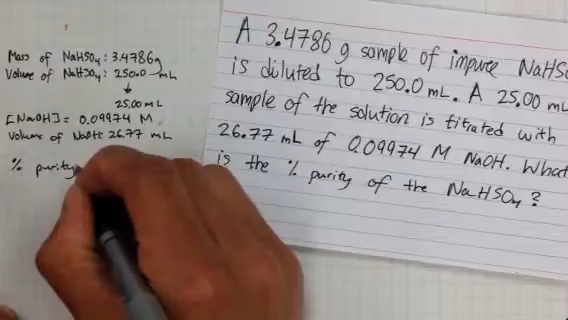 Mass of NaHSO4: 3.4786g
Volume of NaHSO4: 250.0 mL
↓
25.00 mL
[NaOH] = 0.09974 M
Volume of NaOH: 26.77 mL
% purity
A 3.4786 g sample of impure
is diluted to 250.0 mL. A 25.00 mL
sample of the solution is titrated with
26.77 mL of 0.09974 M NaOH. What
is the % purity of the NaHSO4?